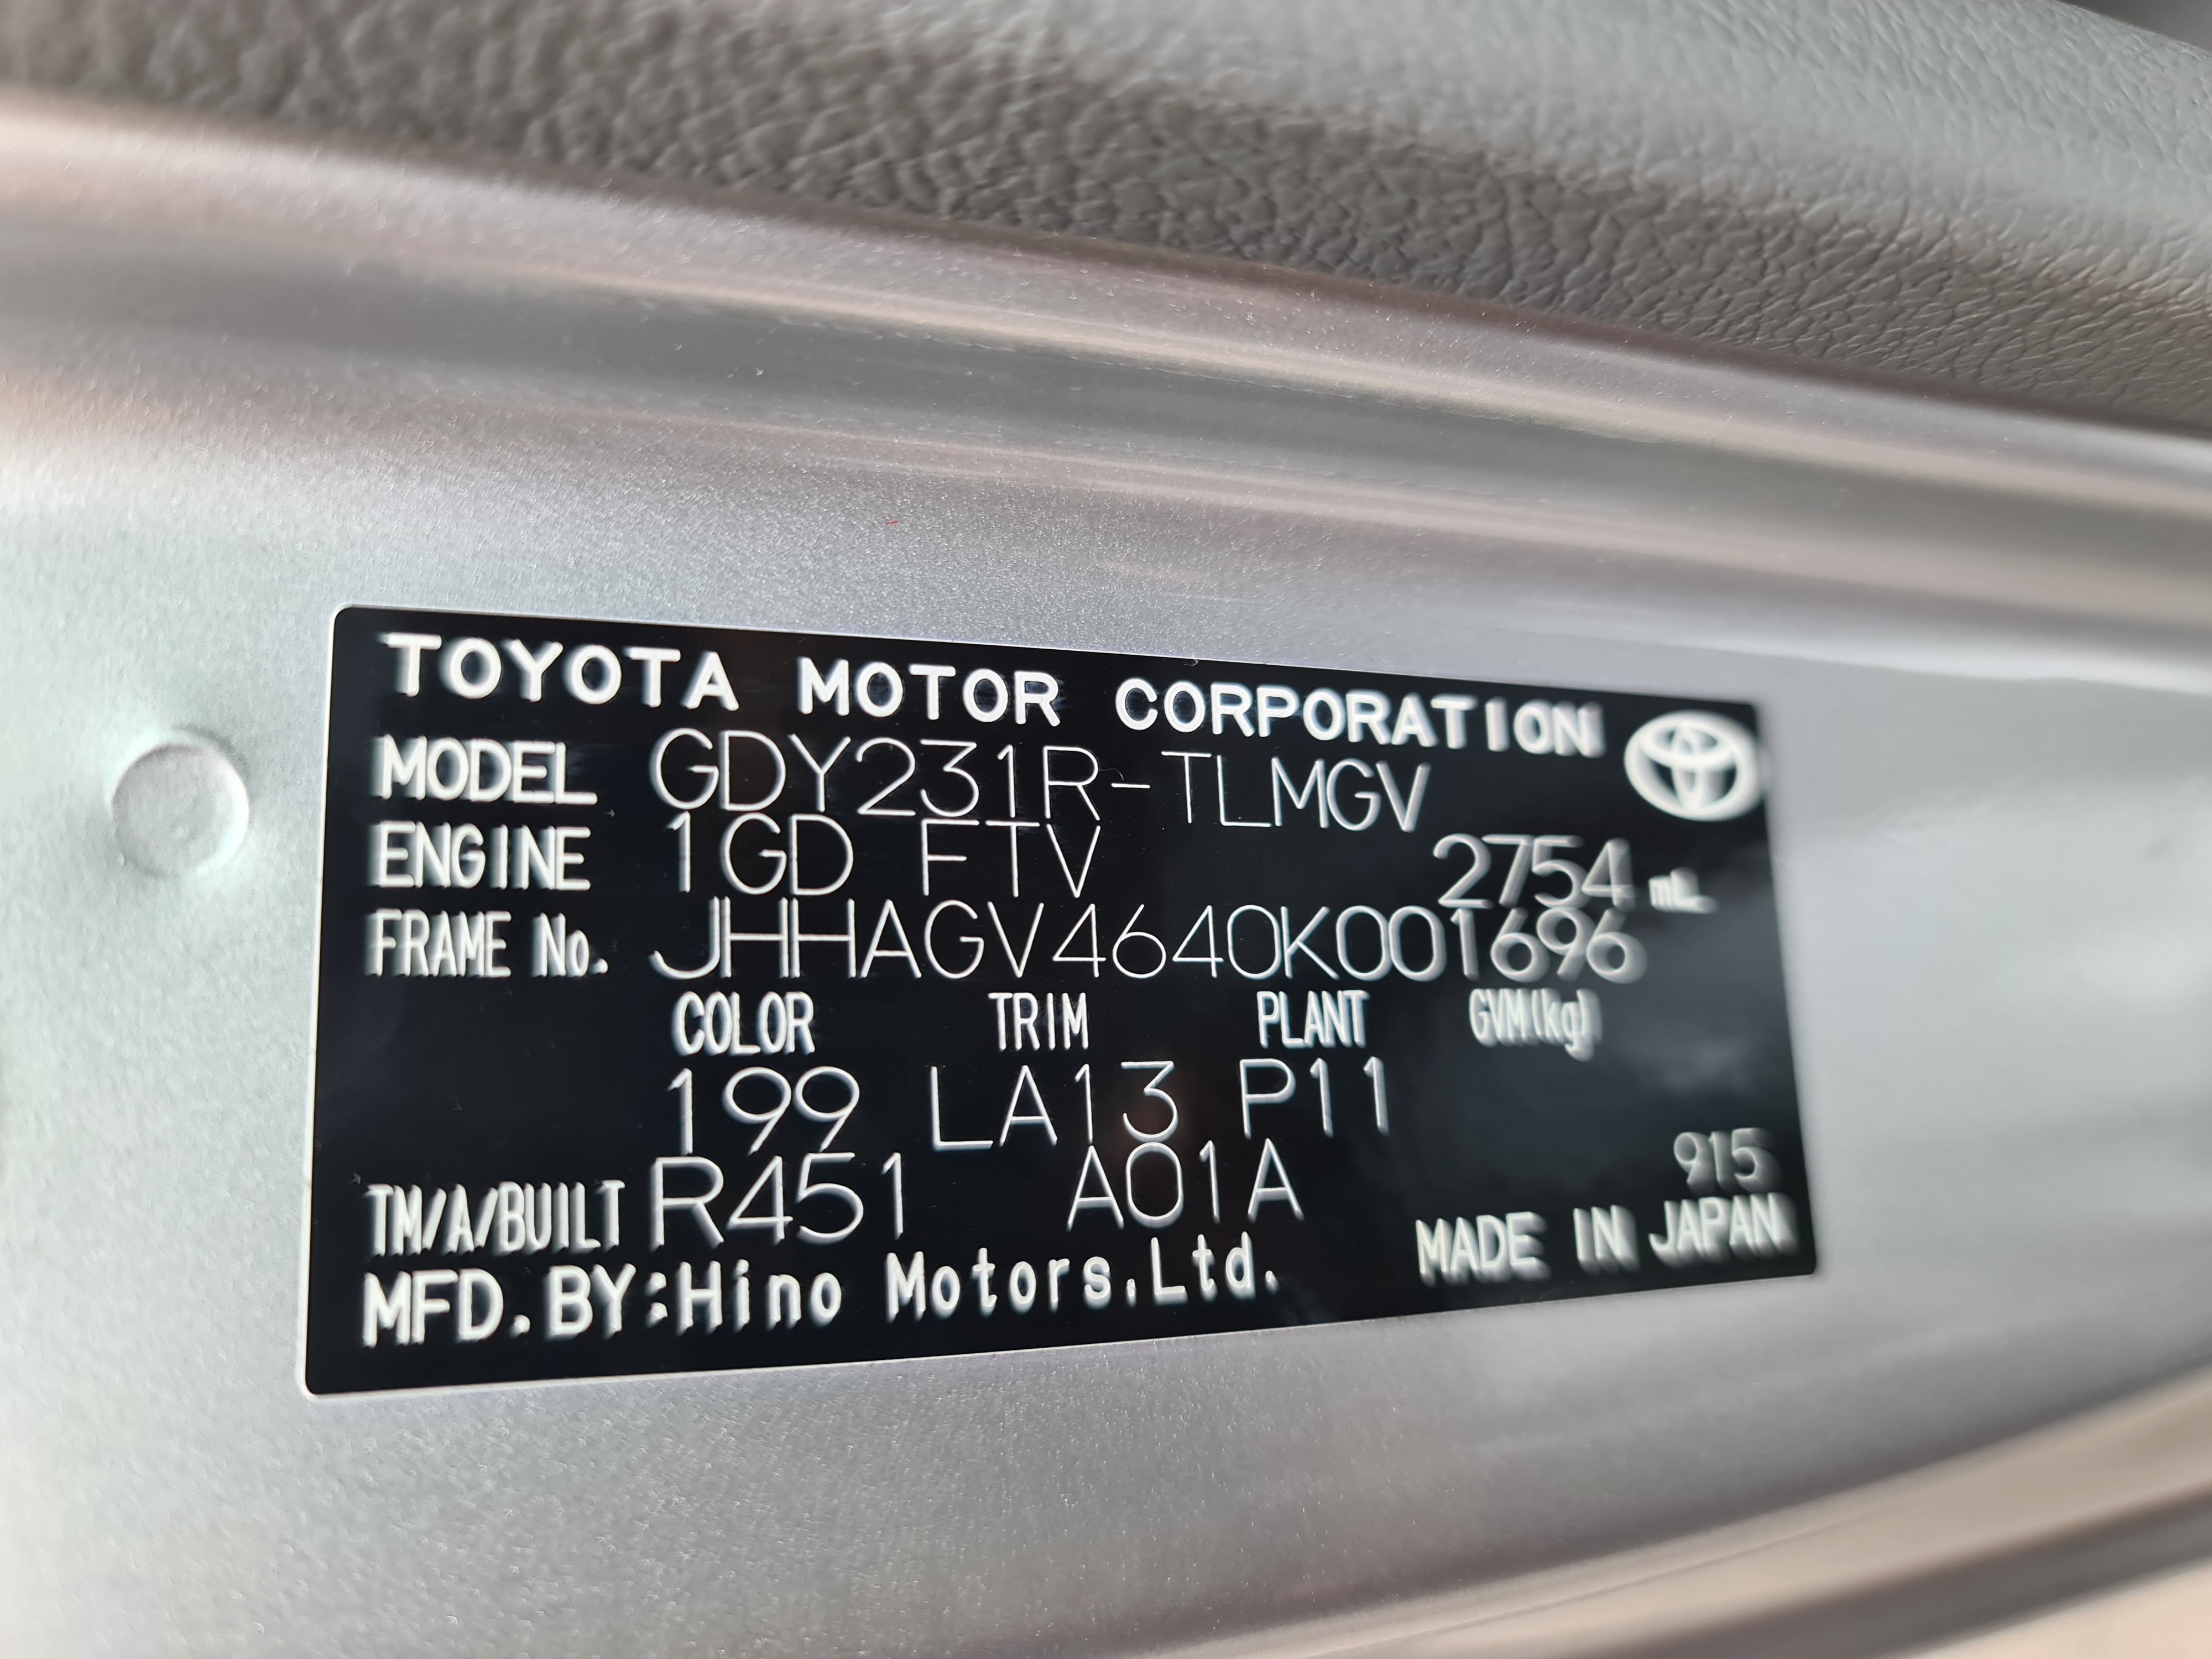 TOYOTA MOTOR CORPORATION
MODEL GDY231R-TLMGV
ENGINE 1GD FTV 2754 mL
FRAME No. JHHAGV4640K001696
COLOR TRIM PLANT GVM(kg)
199 LA13 P11
TM/A/BUILT R451 A01A 915
MFD.BY:Hino Motors,Ltd. MADE IN JAPAN